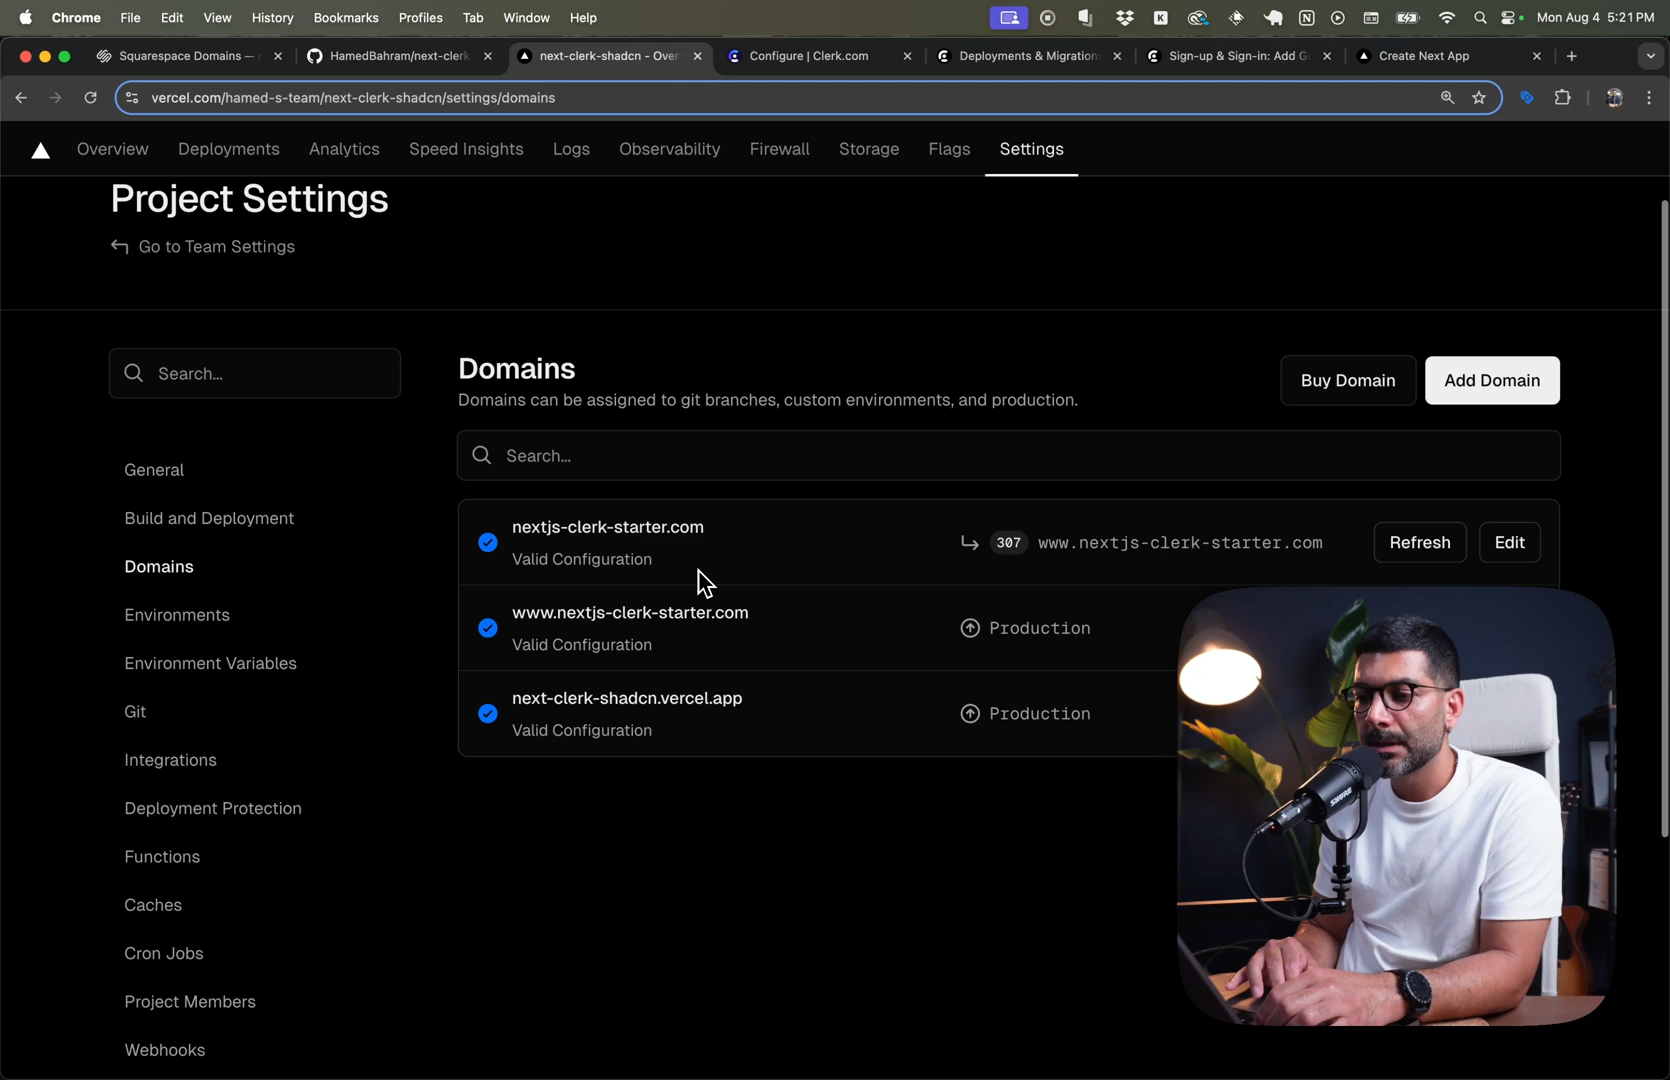 Chrome File Edit View History Bookmarks Profiles Tab Window Help Mon Aug 4 5:21 PM
Squarespace Domains — HamedBahram/next-clerk next-clerk-shadcn - Over Configure | Clerk.com Deployments & Migration Sign-up & Sign-in: Add G Create Next App
vercel.com/hamed-s-team/next-clerk-shadcn/settings/domains
Overview Deployments Analytics Speed Insights Logs Observability Firewall Storage Flags Settings
Project Settings
Go to Team Settings
Search...
General
Build and Deployment
Domains
Environments
Environment Variables
Git
Integrations
Deployment Protection
Functions
Caches
Cron Jobs
Project Members
Webhooks
Domains
Domains can be assigned to git branches, custom environments, and production.
Buy Domain
Add Domain
Search...
nextjs-clerk-starter.com
Valid Configuration
307 www.nextjs-clerk-starter.com
Refresh
Edit
www.nextjs-clerk-starter.com
Valid Configuration
Production
next-clerk-shadcn.vercel.app
Valid Configuration
Production
SHURE